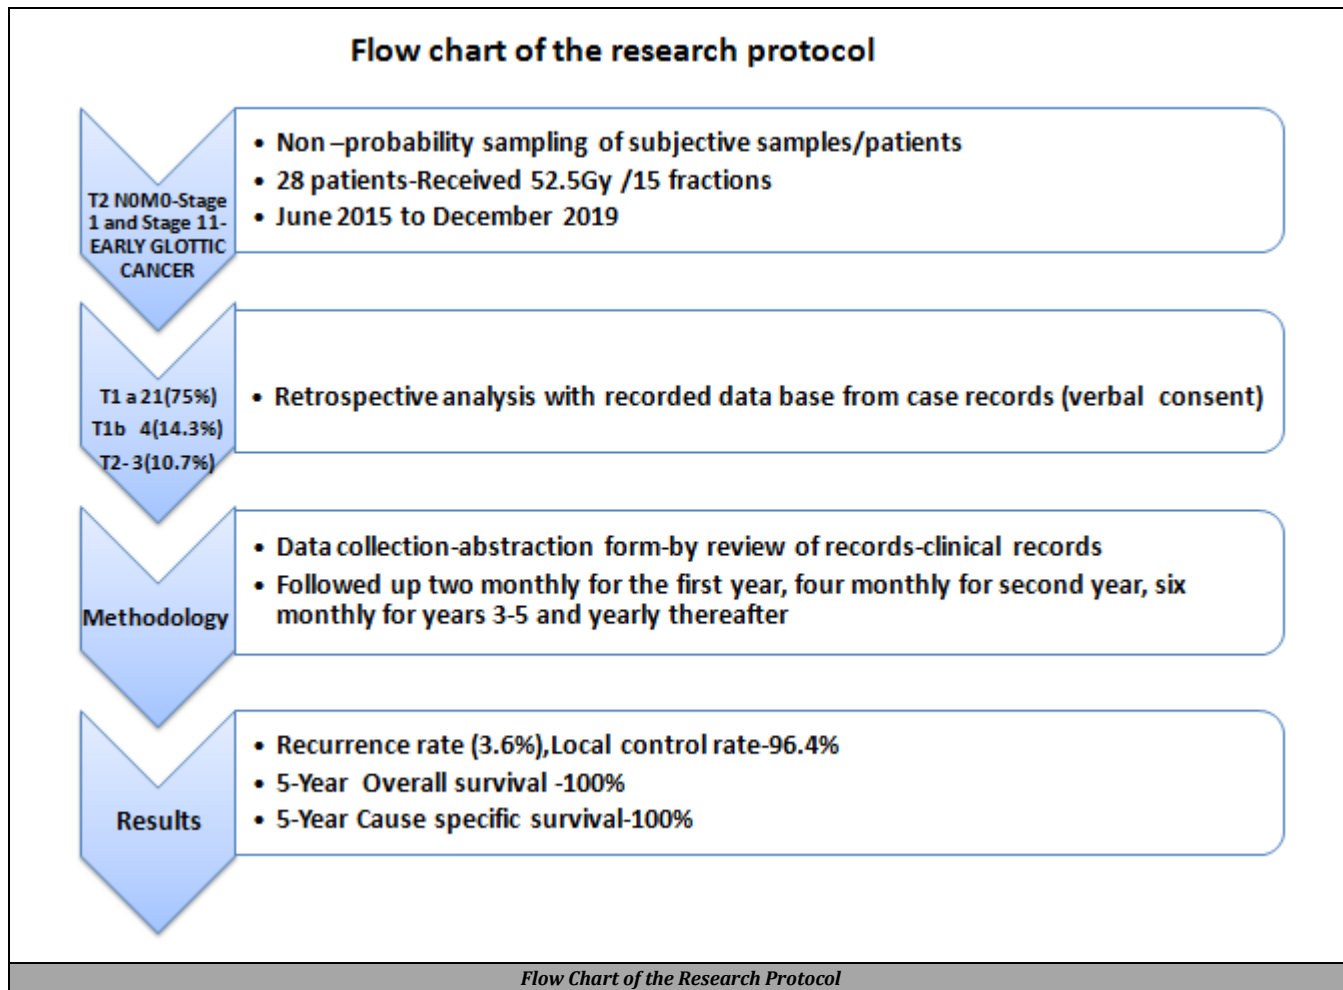 Flow chart of the research protocol
T2 N0M0-Stage
1 and Stage 11-
EARLY GLOTTIC
CANCER
• Non –probability sampling of subjective samples/patients
• 28 patients-Received 52.5Gy /15 fractions
• June 2015 to December 2019
T1 a 21(75%)
T1b 4(14.3%)
T2- 3(10.7%)
• Retrospective analysis with recorded data base from case records (verbal consent)
Methodology
• Data collection-abstraction form-by review of records-clinical records
• Followed up two monthly for the first year, four monthly for second year, six
monthly for years 3-5 and yearly thereafter
Results
• Recurrence rate (3.6%),Local control rate-96.4%
• 5-Year Overall survival -100%
• 5-Year Cause specific survival-100%
Flow Chart of the Research Protocol